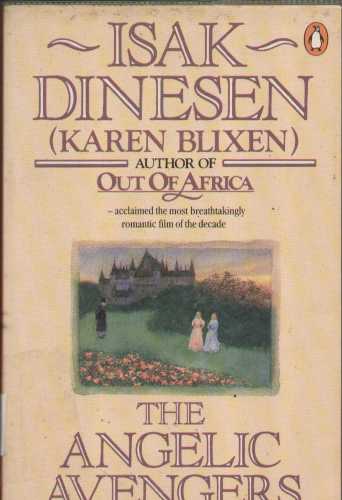 ~ ISAK ~
DINESEN
(KAREN BLIXEN)
AUTHOR OF
OUT OF AFRICA
– acclaimed the most breathtakingly
romantic film of the decade
THE
ANGELIC
AVENGERS